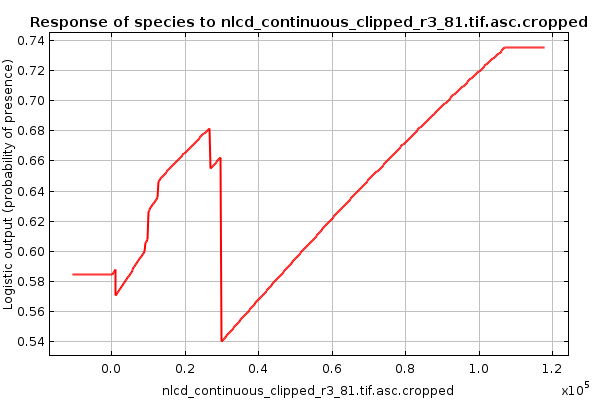 Response of species to nlcd_continuous_clipped_r3_81.tif.asc.cropped
Logistic output (probability of presence)
0.74
0.72
0.70
0.68
0.66
0.64
0.62
0.60
0.58
0.56
0.54
0.0 0.2 0.4 0.6 0.8 1.0 1.2
x10^5
nlcd_continuous_clipped_r3_81.tif.asc.cropped